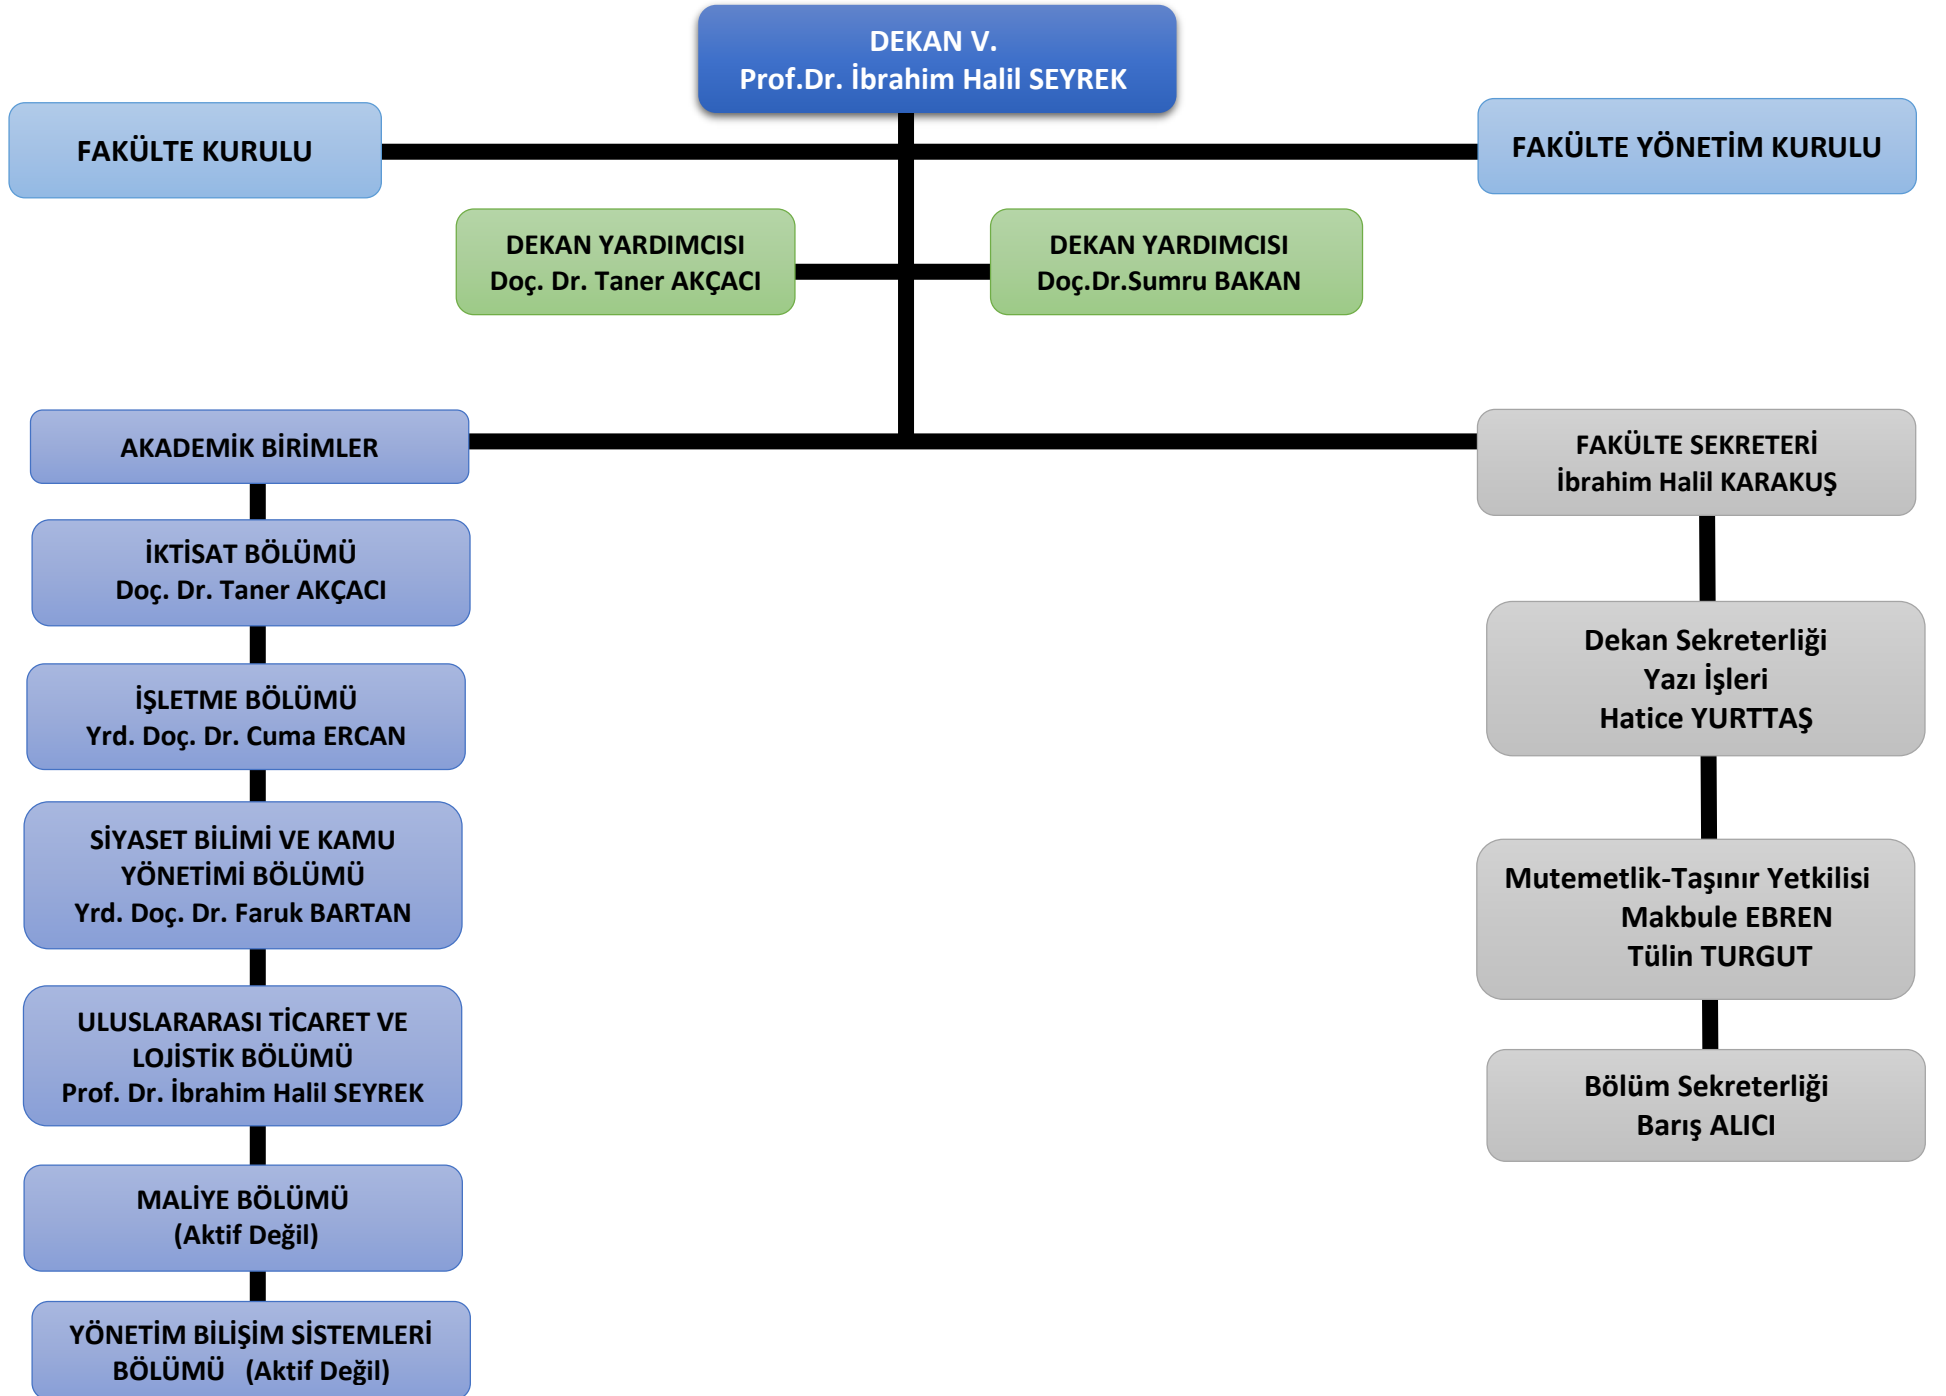 DEKAN V.
Prof.Dr. İbrahim Halil SEYREK
FAKÜLTE KURULU
FAKÜLTE YÖNETİM KURULU
DEKAN YARDIMCISI
Doç. Dr. Taner AKÇACI
DEKAN YARDIMCISI
Doç.Dr.Sumru BAKAN
AKADEMİK BİRİMLER
İKTİSAT BÖLÜMÜ
Doç. Dr. Taner AKÇACI
İŞLETME BÖLÜMÜ
Yrd. Doç. Dr. Cuma ERCAN
SİYASET BİLİMİ VE KAMU
YÖNETİMİ BÖLÜMÜ
Yrd. Doç. Dr. Faruk BARTAN
ULUSLARARASI TİCARET VE
LOJİSTİK BÖLÜMÜ
Prof. Dr. İbrahim Halil SEYREK
MALİYE BÖLÜMÜ
(Aktif Değil)
YÖNETİM BİLİŞİM SİSTEMLERİ
BÖLÜMÜ (Aktif Değil)
FAKÜLTE SEKRETERİ
İbrahim Halil KARAKUŞ
Dekan Sekreterliği
Yazı İşleri
Hatice YURTTAŞ
Mutemetlik-Taşınır Yetkilisi
Makbule EBREN
Tülin TURGUT
Bölüm Sekreterliği
Barış ALICI